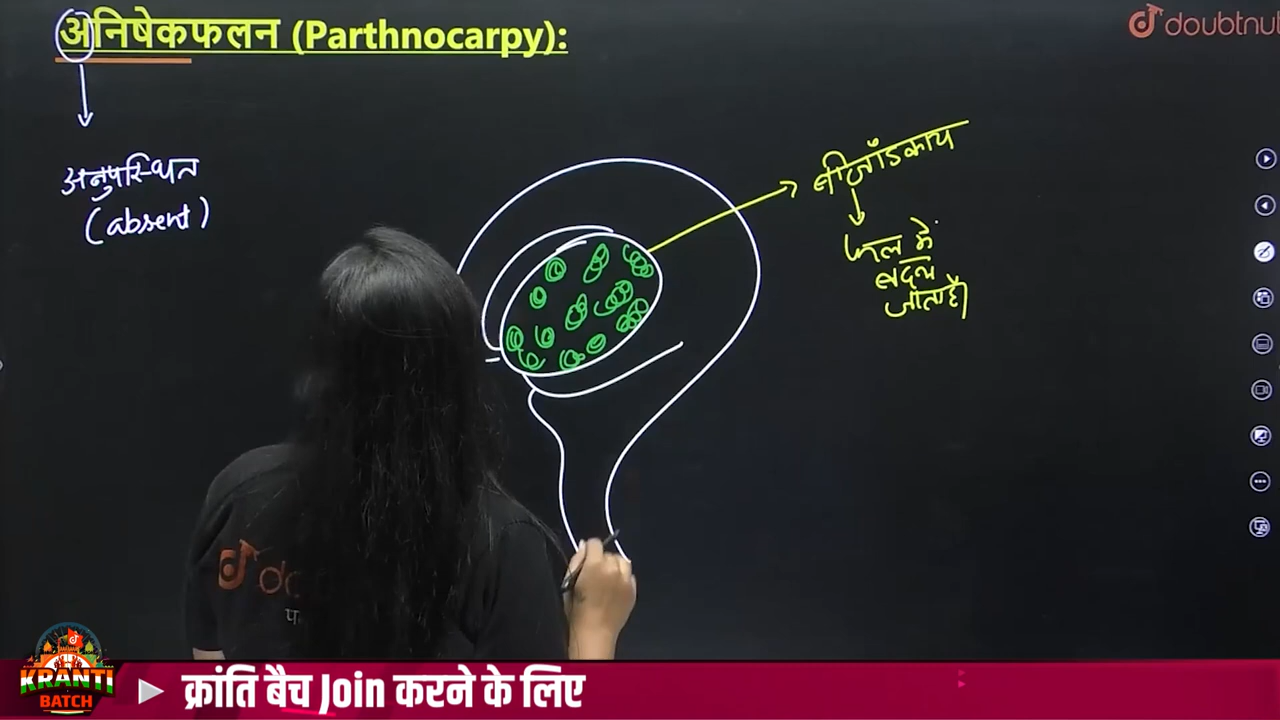 अनिषेकफलन (Parthnocarpy):
doubtnut
अनुपस्थित
(absent)
बीजाँडकाय
फल में
बदल
जाता है
KRANTI
BATCH
क्रांति बैच Join करने के लिए